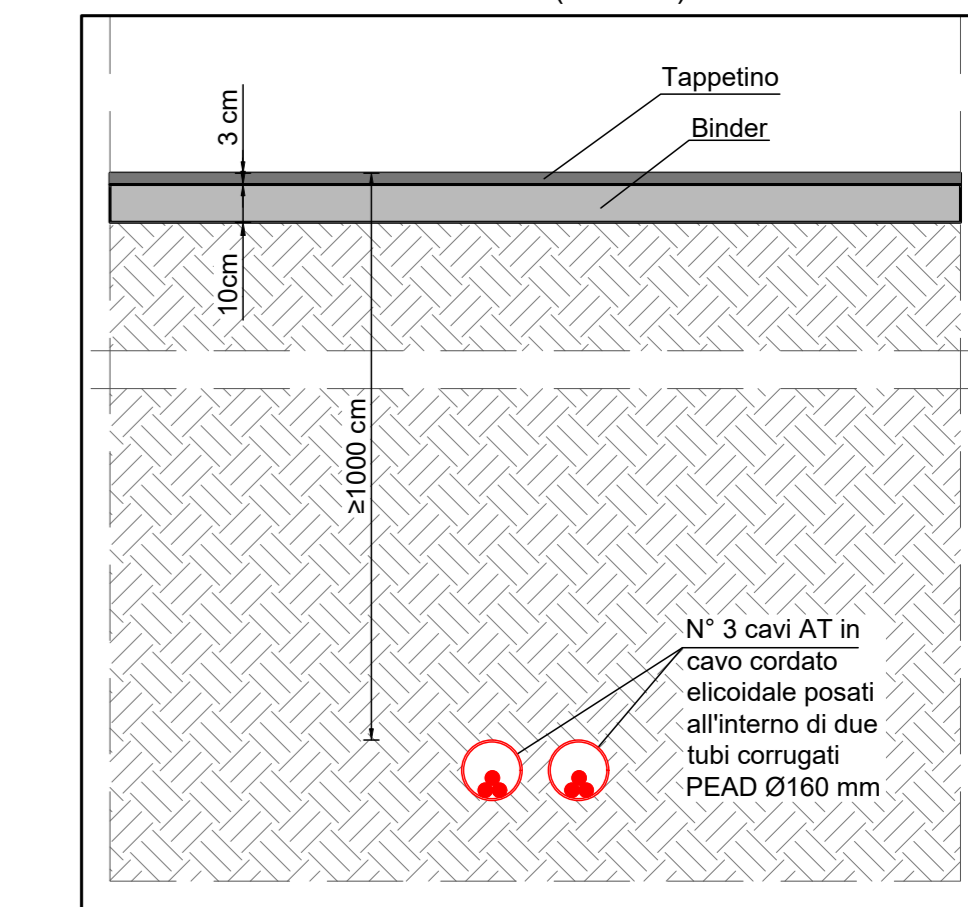 Tappetino
Binder
3 cm
10cm
≥1000 cm
N° 3 cavi AT in
cavo cordato
elicoidale posati
all'interno di due
tubi corrugati
PEAD Ø160 mm